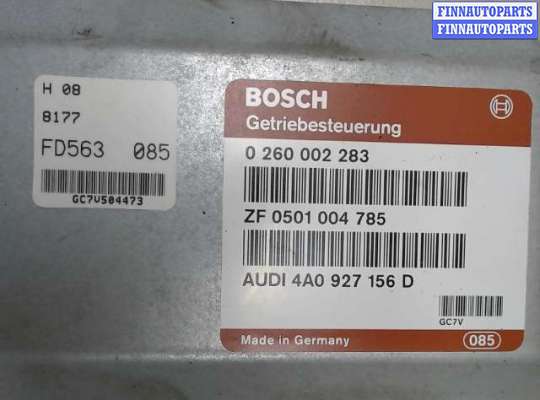 FINNAUTOPARTS
FINNAUTOPARTS
H 08
8177
FD563 085
GC7V504473
BOSCH
Getriebesteuerung
0 260 002 283
ZF 0501 004 785
AUDI 4A0 927 156 D
GC7V
Made in Germany
085